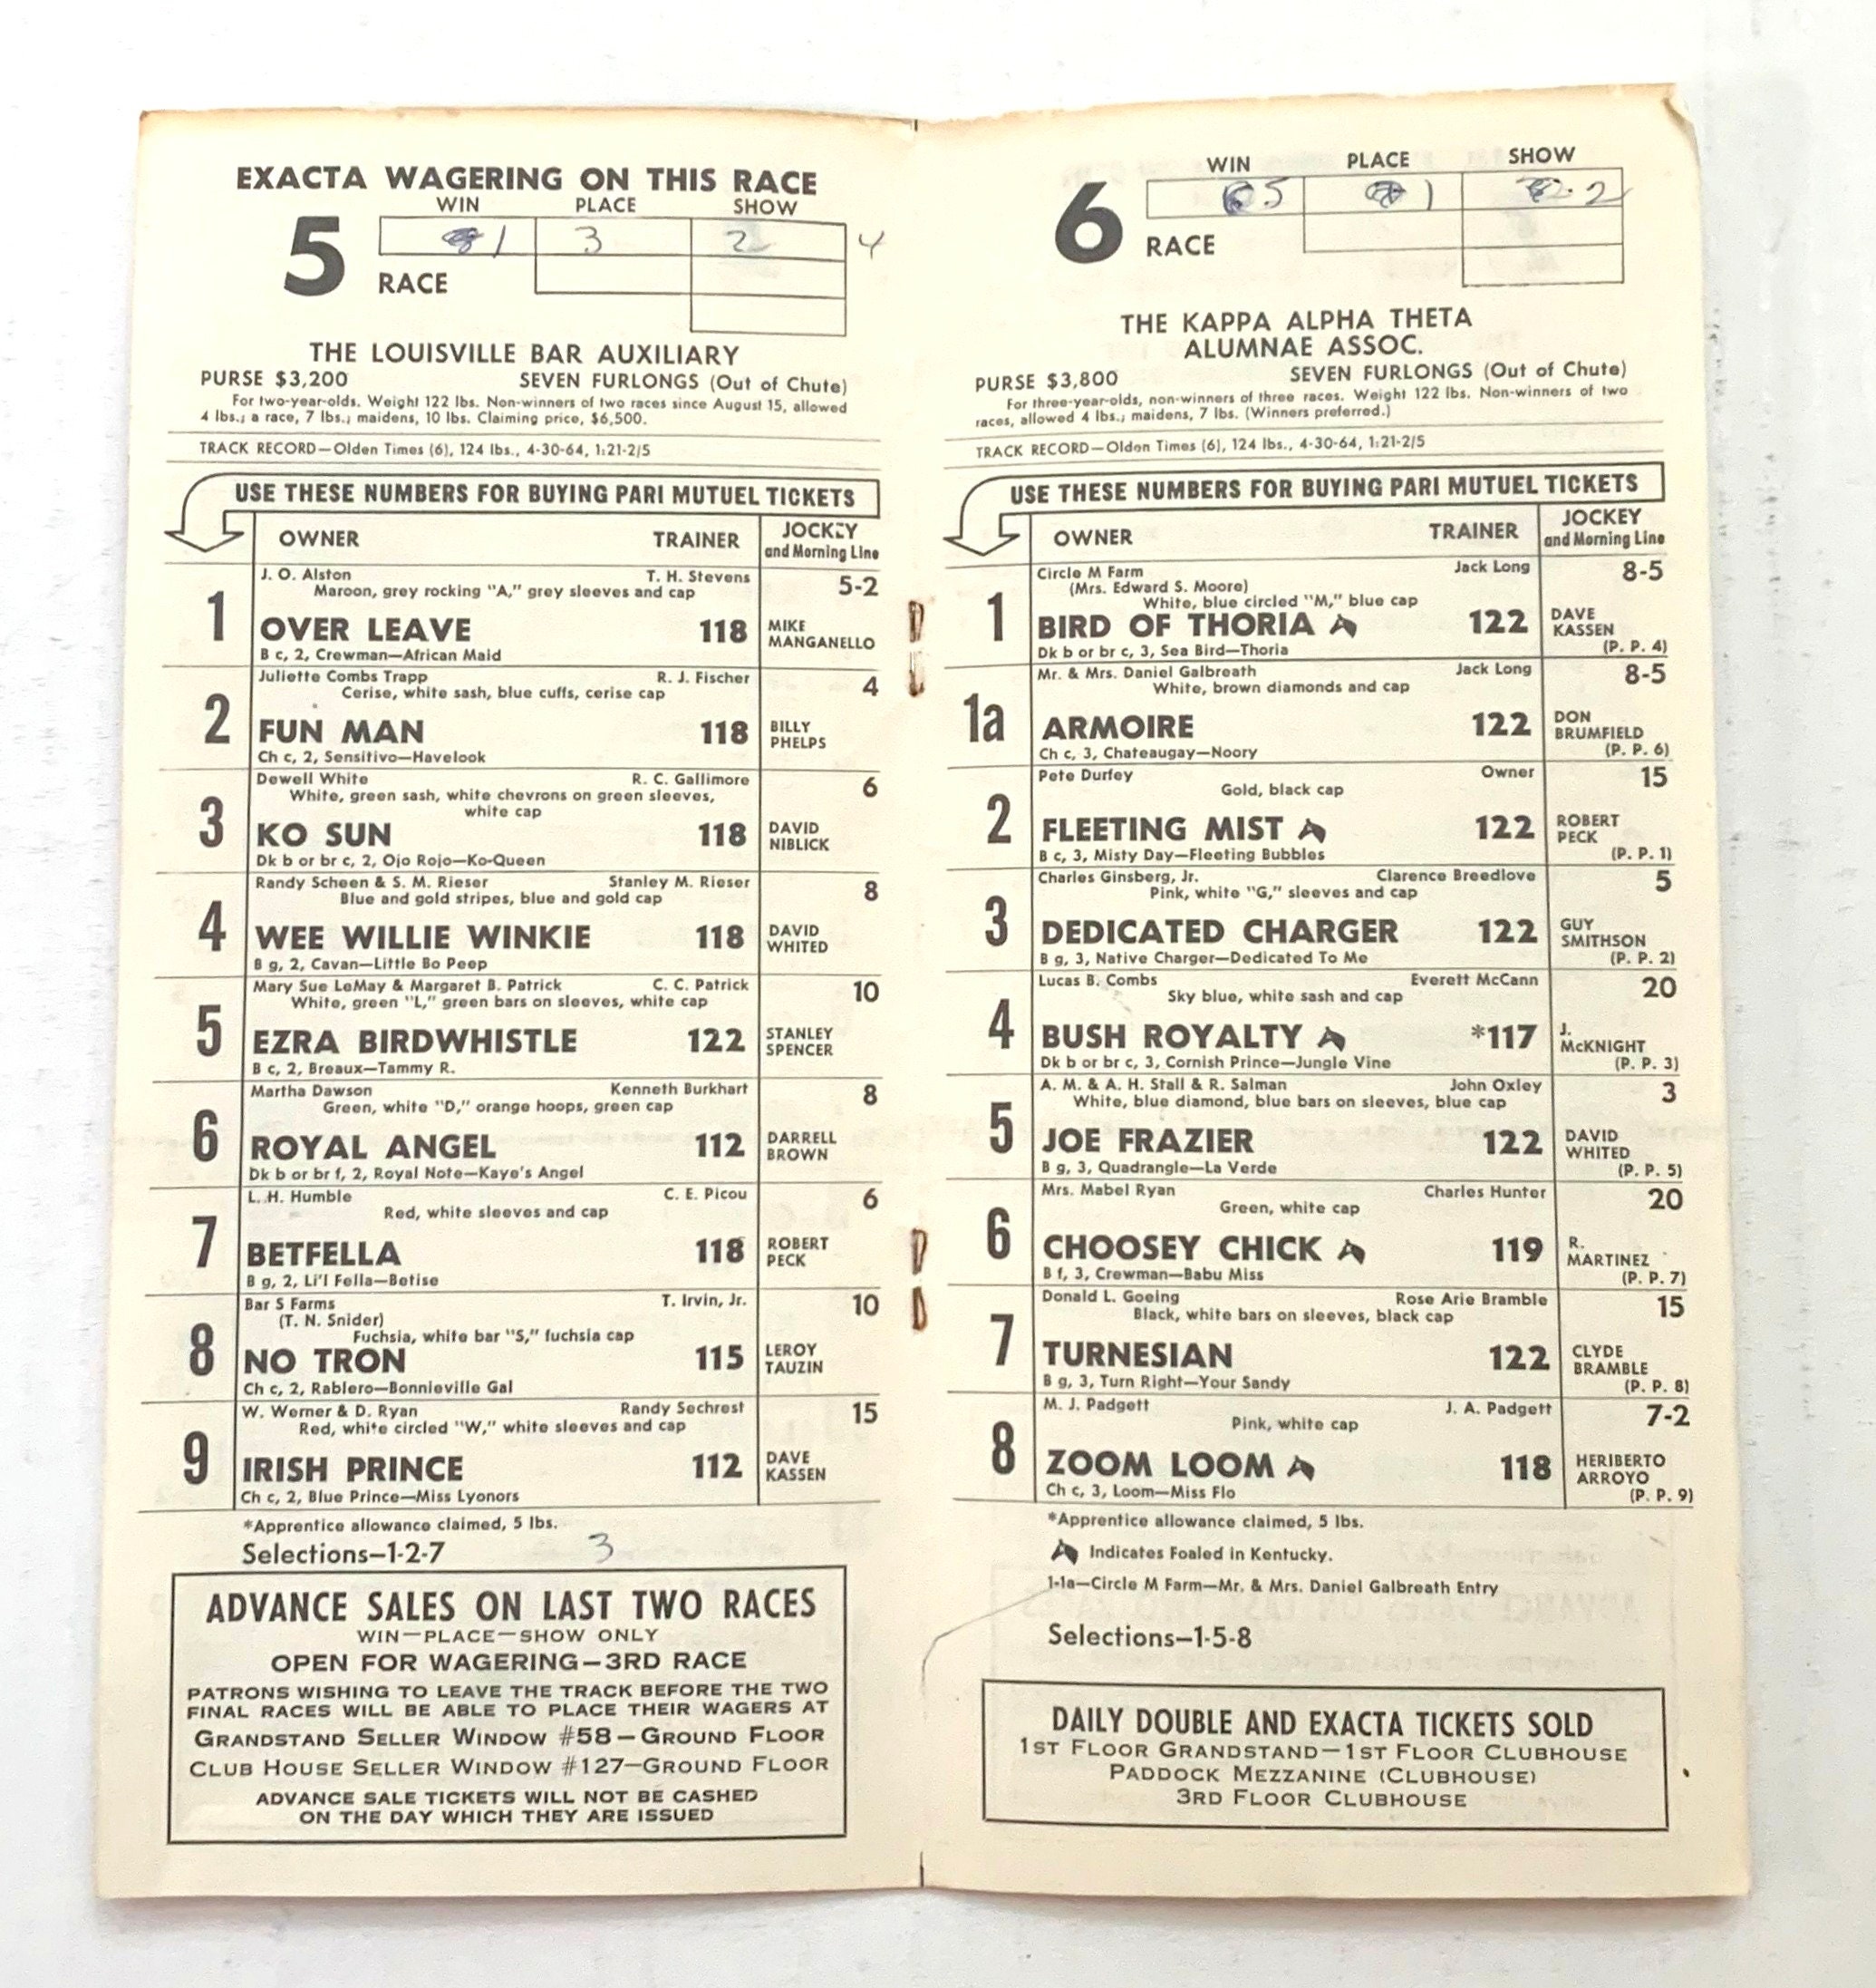 EXACTA WAGERING ON THIS RACE
WIN PLACE SHOW
5 1 3 2 4
RACE
THE LOUISVILLE BAR AUXILIARY
PURSE $3,200 SEVEN FURLONGS (Out of Chute)
For two-year-olds. Weight 122 lbs. Non-winners of two races since August 15, allowed
4 lbs.; a race, 7 lbs.; maidens, 10 lbs. Claiming price, $6,500.
TRACK RECORD—Olden Times (6), 124 lbs., 4-30-64, 1:21-2/5
USE THESE NUMBERS FOR BUYING PARI MUTUEL TICKETS
OWNER TRAINER JOCKEY
and Morning Line
J. O. Alston T. H. Stevens 5-2
Maroon, grey rocking "A," grey sleeves and cap
1 OVER LEAVE 118 MIKE
MANGANELLO
B c, 2, Crewman—African Maid
Juliette Combs Trapp R. J. Fischer 4
Cerise, white sash, blue cuffs, cerise cap
2 FUN MAN 118 BILLY
PHELPS
Ch c, 2, Sensitivo—Havelook
Dewell White R. C. Gallimore 6
White, green sash, white chevrons on green sleeves,
white cap
3 KO SUN 118 DAVID
NIBLICK
Dk b or br c, 2, Ojo Rojo—Ko-Queen
Randy Scheen & S. M. Rieser Stanley M. Rieser 8
Blue and gold stripes, blue and gold cap
4 WEE WILLIE WINKIE 118 DAVID
WHITED
B g, 2, Cavan—Little Bo Peep
Mary Sue LeMay & Margaret B. Patrick C. C. Patrick 10
White, green "L," green bars on sleeves, white cap
5 EZRA BIRDWHISTLE 122 STANLEY
SPENCER
B c, 2, Breaux—Tammy R.
Martha Dawson Kenneth Burkhart 8
Green, white "D," orange hoops, green cap
6 ROYAL ANGEL 112 DARRELL
BROWN
Dk b or br f, 2, Royal Note—Kaye's Angel
L. H. Humble C. E. Picou 6
Red, white sleeves and cap
7 BETFELLA 118 ROBERT
PECK
B g, 2, Li'l Fella—Betise
Bar S Farms T. Irvin, Jr. 10
(T. N. Snider)
Fuchsia, white bar "S," fuchsia cap
8 NO TRON 115 LEROY
TAUZIN
Ch c, 2, Rablero—Bonnieville Gal
W. Werner & D. Ryan Randy Sechrest 15
Red, white circled "W," white sleeves and cap
9 IRISH PRINCE 112 DAVE
KASSEN
Ch c, 2, Blue Prince—Miss Lyonors
*Apprentice allowance claimed, 5 lbs.
Selections—1-2-7 3
ADVANCE SALES ON LAST TWO RACES
WIN—PLACE—SHOW ONLY
OPEN FOR WAGERING—3RD RACE
PATRONS WISHING TO LEAVE THE TRACK BEFORE THE TWO
FINAL RACES WILL BE ABLE TO PLACE THEIR WAGERS AT
GRANDSTAND SELLER WINDOW #58—GROUND FLOOR
CLUB HOUSE SELLER WINDOW #127—GROUND FLOOR
ADVANCE SALE TICKETS WILL NOT BE CASHED
ON THE DAY WHICH THEY ARE ISSUED
WIN PLACE SHOW
6 5 1 2
RACE
THE KAPPA ALPHA THETA
ALUMNAE ASSOC.
PURSE $3,800 SEVEN FURLONGS (Out of Chute)
For three-year-olds, non-winners of three races. Weight 122 lbs. Non-winners of two
races, allowed 4 lbs.; maidens, 7 lbs. (Winners preferred.)
TRACK RECORD—Olden Times (6), 124 lbs., 4-30-64, 1:21-2/5
USE THESE NUMBERS FOR BUYING PARI MUTUEL TICKETS
OWNER TRAINER JOCKEY
and Morning Line
Circle M Farm Jack Long 8-5
(Mrs. Edward S. Moore)
White, blue circled "M," blue cap
1 BIRD OF THORIA 122 DAVE
KASSEN
Dk b or br c, 3, Sea Bird—Thoria (P. P. 4)
Mr. & Mrs. Daniel Galbreath Jack Long 8-5
White, brown diamonds and cap
1a ARMOIRE 122 DON
BRUMFIELD
Ch c, 3, Chateaugay—Noory (P. P. 6)
Pete Durfey Owner 15
Gold, black cap
2 FLEETING MIST 122 ROBERT
PECK
B c, 3, Misty Day—Fleeting Bubbles (P. P. 1)
Charles Ginsberg, Jr. Clarence Breedlove 5
Pink, white "G," sleeves and cap
3 DEDICATED CHARGER 122 GUY
SMITHSON
B g, 3, Native Charger—Dedicated To Me (P. P. 2)
Lucas B. Combs Everett McCann 20
Sky blue, white sash and cap
4 BUSH ROYALTY *117 J.
McKNIGHT
Dk b or br c, 3, Cornish Prince—Jungle Vine (P. P. 3)
A. M. & A. H. Stall & R. Salman John Oxley 3
White, blue diamond, blue bars on sleeves, blue cap
5 JOE FRAZIER 122 DAVID
WHITED
B g, 3, Quadrangle—La Verde (P. P. 5)
Mrs. Mabel Ryan Charles Hunter 20
Green, white cap
6 CHOOSEY CHICK 119 R.
MARTINEZ
B f, 3, Crewman—Babu Miss (P. P. 7)
Donald L. Goeing Rose Arie Bramble 15
Black, white bars on sleeves, black cap
7 TURNESIAN 122 CLYDE
BRAMBLE
B g, 3, Turn Right—Your Sandy (P. P. 8)
M. J. Padgett J. A. Padgett 7-2
Pink, white cap
8 ZOOM LOOM 118 HERIBERTO
ARROYO
Ch c, 3, Loom—Miss Flo (P. P. 9)
*Apprentice allowance claimed, 5 lbs.
Indicates Foaled in Kentucky.
1-1a—Circle M Farm—Mr. & Mrs. Daniel Galbreath Entry
Selections—1-5-8
DAILY DOUBLE AND EXACTA TICKETS SOLD
1ST FLOOR GRANDSTAND—1ST FLOOR CLUBHOUSE
PADDOCK MEZZANINE (CLUBHOUSE)
3RD FLOOR CLUBHOUSE